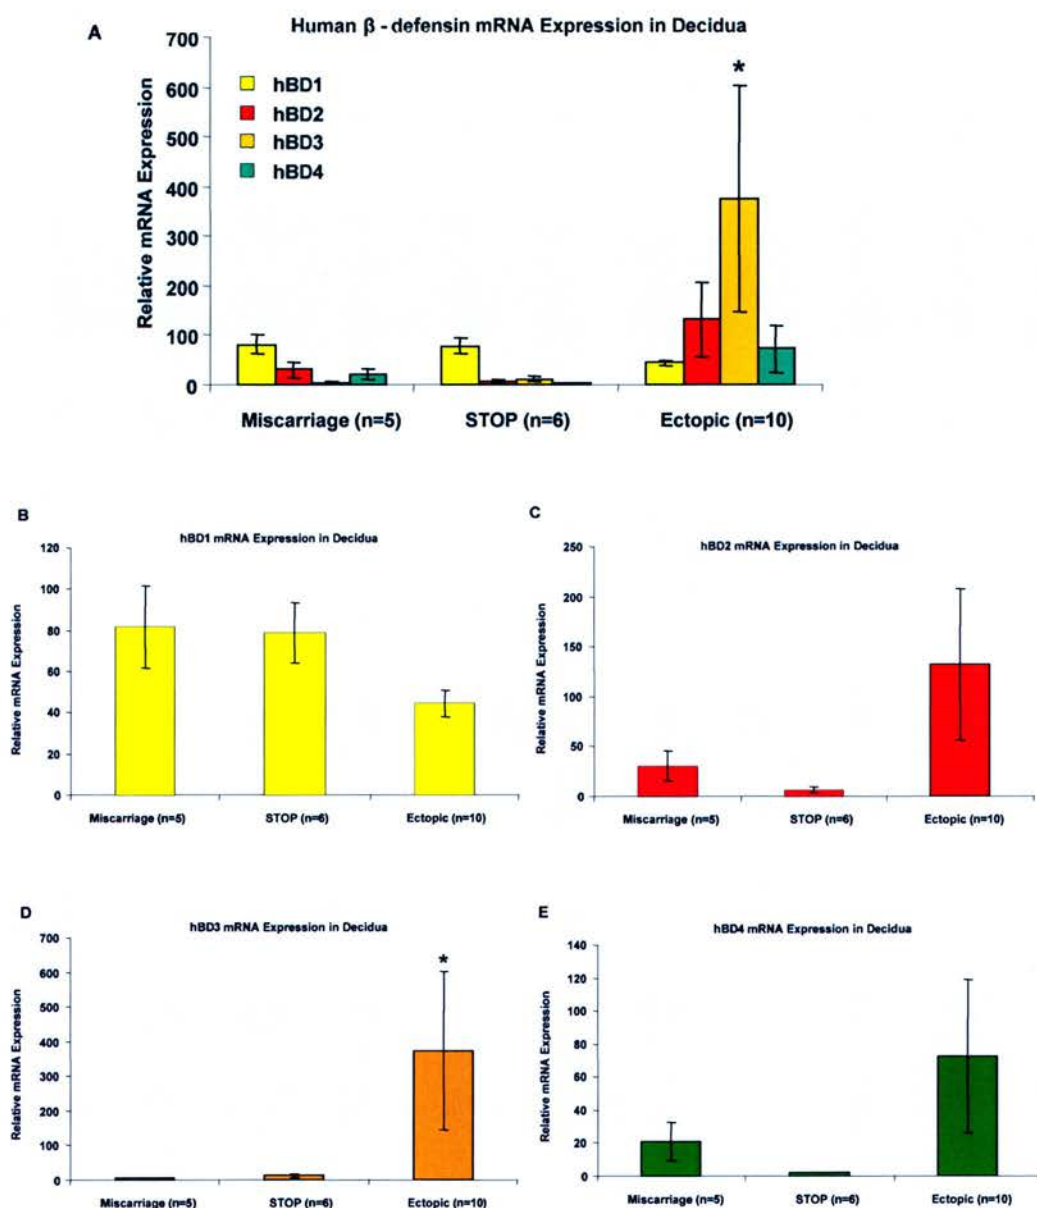 A
Human β - defensin mRNA Expression in Decidua
Relative mRNA Expression
700
600
500
400
300
200
100
0
hBD1
hBD2
hBD3
hBD4
*
Miscarriage (n=5) STOP (n=6) Ectopic (n=10)
B
hBD1 mRNA Expression in Decidua
Relative mRNA Expression
120
100
80
60
40
20
0
Miscarriage (n=5) STOP (n=6) Ectopic (n=10)
C
hBD2 mRNA Expression in Decidua
Relative mRNA Expression
250
200
150
100
50
0
Miscarriage (n=5) STOP (n=6) Ectopic (n=10)
D
hBD3 mRNA Expression in Decidua
Relative mRNA Expression
700
600
500
400
300
200
100
0
*
Miscarriage (n=5) STOP (n=6) Ectopic (n=10)
E
hBD4 mRNA Expression in Decidua
Relative mRNA Expression
140
120
100
80
60
40
20
0
Miscarriage (n=5) STOP (n=6) Ectopic (n=10)